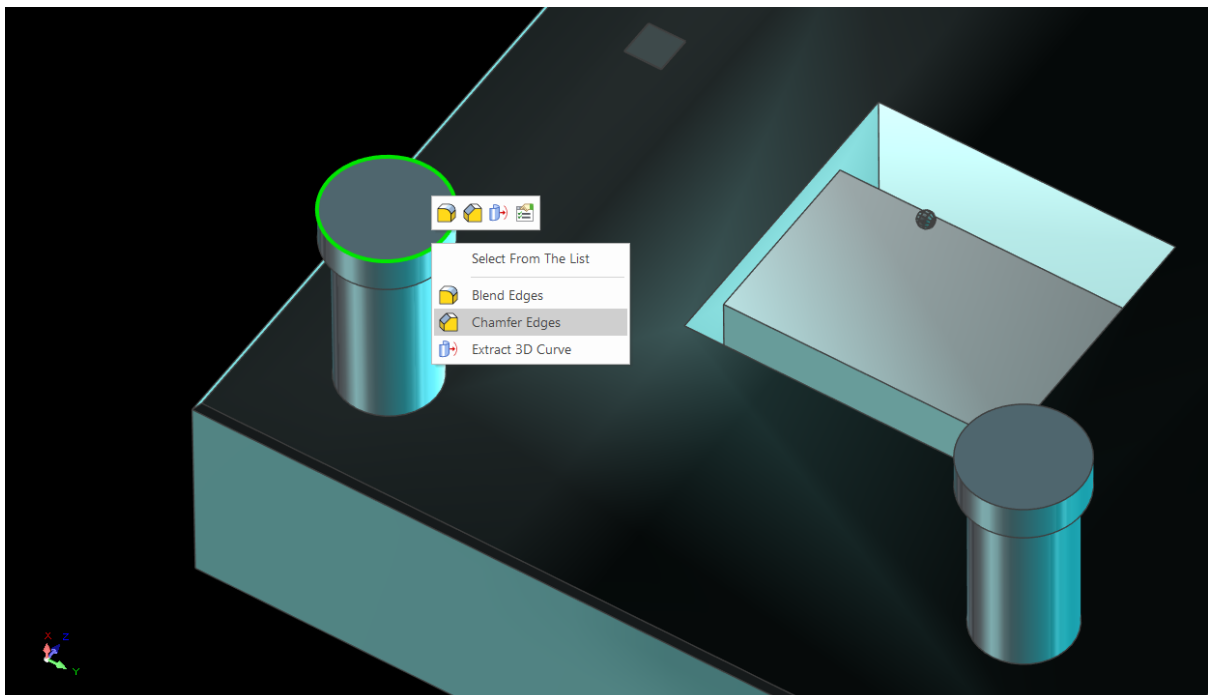 Select From The List
Blend Edges
Chamfer Edges
Extract 3D Curve
X
Z
Y